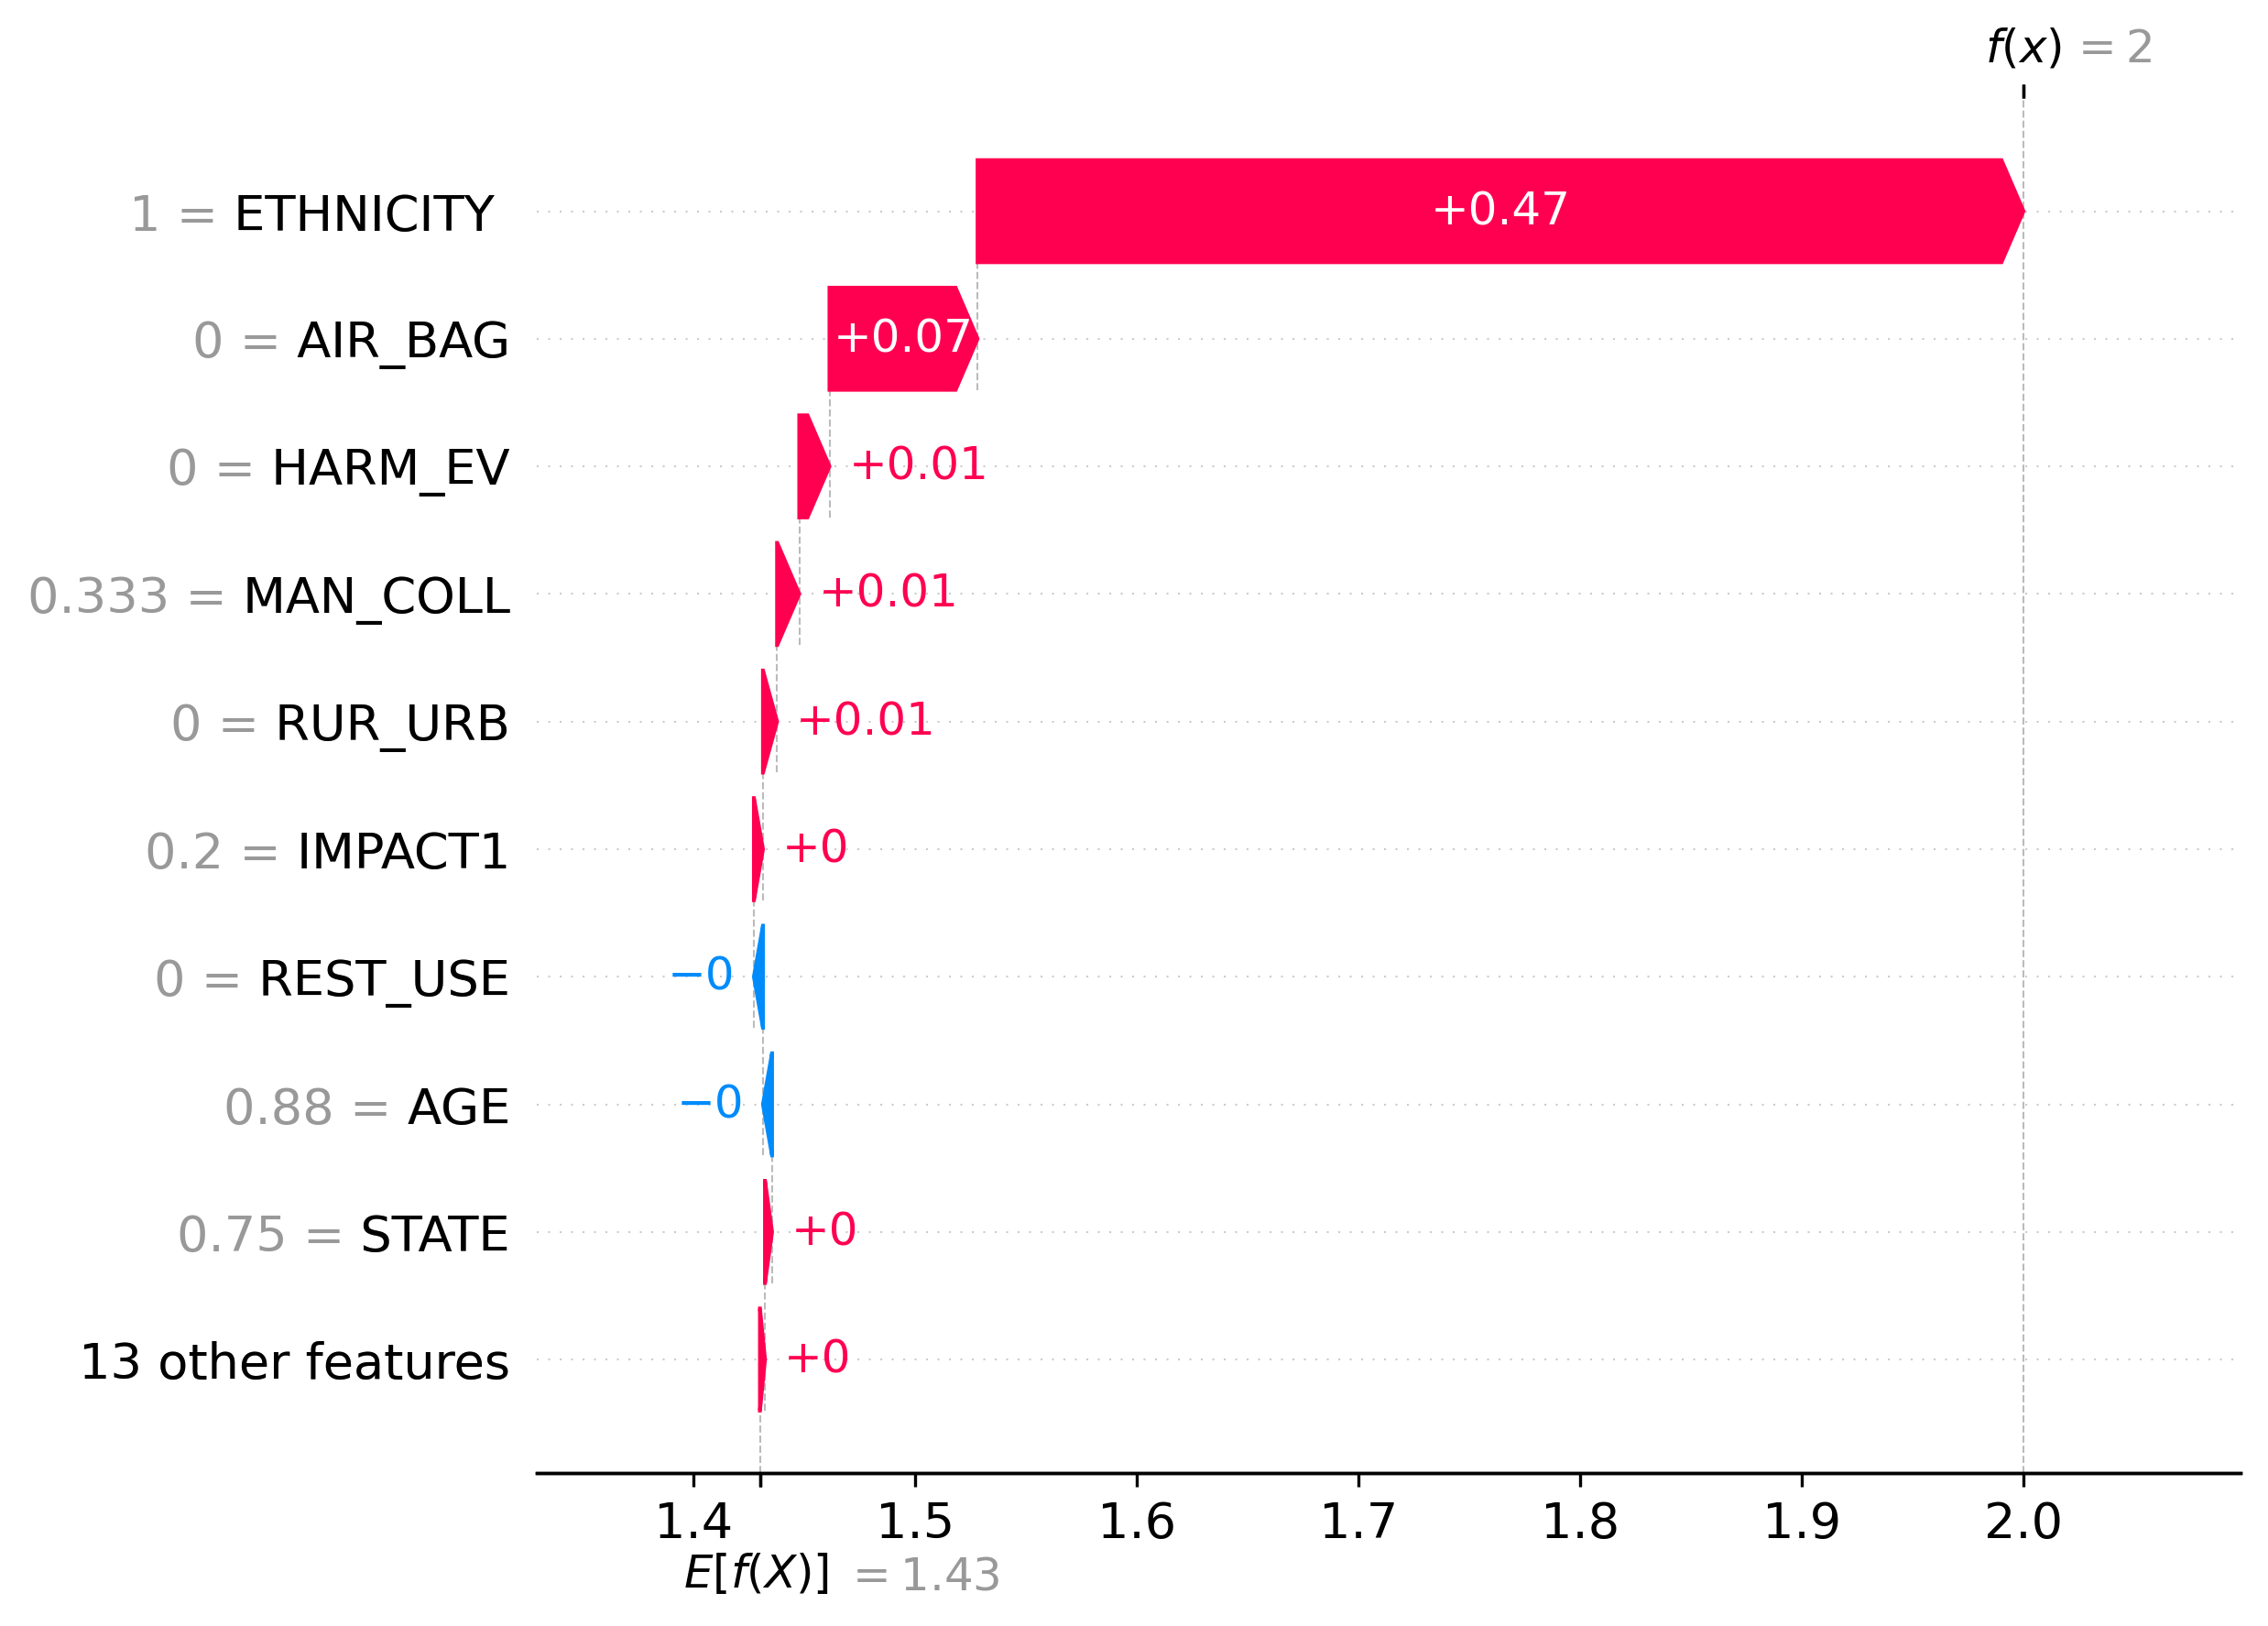 f(x) = 2
1 = ETHNICITY +0.47
0 = AIR_BAG +0.07
0 = HARM_EV +0.01
0.333 = MAN_COLL +0.01
0 = RUR_URB +0.01
0.2 = IMPACT1 +0
0 = REST_USE −0
0.88 = AGE −0
0.75 = STATE +0
13 other features +0
1.4 1.5 1.6 1.7 1.8 1.9 2.0
E[f(X)] = 1.43